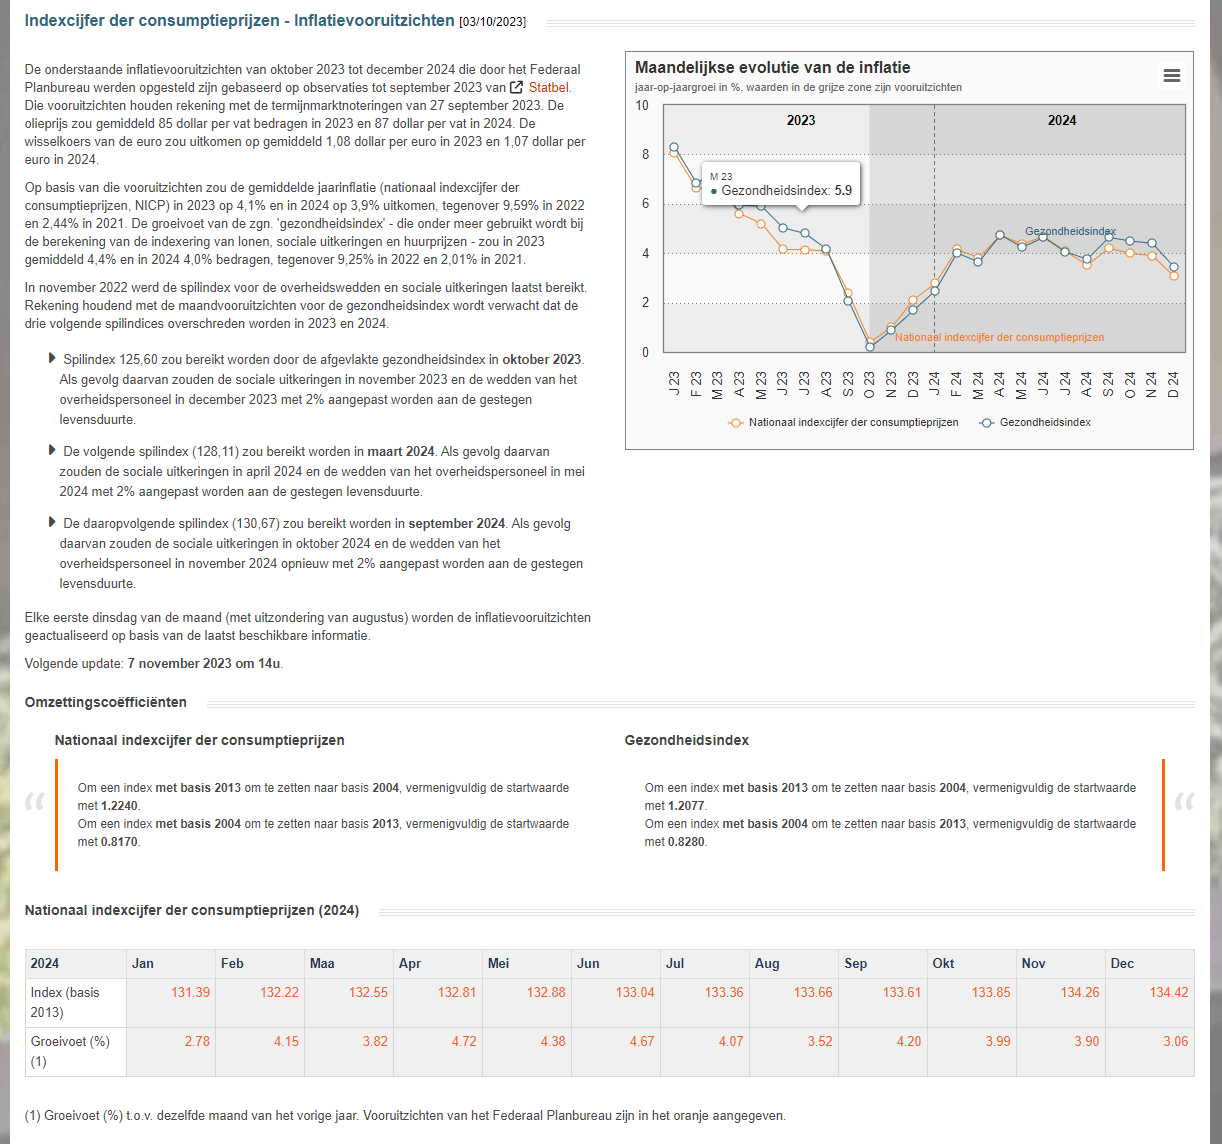 Indexcijfer der consumptieprijzen - Inflatievooruitzichten [03/10/2023]
De onderstaande inflatievooruitzichten van oktober 2023 tot december 2024 die door het Federaal
Planbureau werden opgesteld zijn gebaseerd op observaties tot september 2023 van Statbel.
Die vooruitzichten houden rekening met de termijnmarktnoteringen van 27 september 2023. De
olieprijs zou gemiddeld 85 dollar per vat bedragen in 2023 en 87 dollar per vat in 2024. De
wisselkoers van de euro zou uitkomen op gemiddeld 1,08 dollar per euro in 2023 en 1,07 dollar per
euro in 2024.
Op basis van die vooruitzichten zou de gemiddelde jaarinflatie (nationaal indexcijfer der
consumptieprijzen, NICP) in 2023 op 4,1% en in 2024 op 3,9% uitkomen, tegenover 9,59% in 2022
en 2,44% in 2021. De groeivoet van de zgn. 'gezondheidsindex' - die onder meer gebruikt wordt bij
de berekening van de indexering van lonen, sociale uitkeringen en huurprijzen - zou in 2023
gemiddeld 4,4% en in 2024 4,0% bedragen, tegenover 9,25% in 2022 en 2,01% in 2021.
In november 2022 werd de spilindex voor de overheidswedden en sociale uitkeringen laatst bereikt.
Rekening houdend met de maandvooruitzichten voor de gezondheidsindex wordt verwacht dat de
drie volgende spilindices overschreden worden in 2023 en 2024.
Spilindex 125,60 zou bereikt worden door de afgevlakte gezondheidsindex in oktober 2023.
Als gevolg daarvan zouden de sociale uitkeringen in november 2023 en de wedden van het
overheidspersoneel in december 2023 met 2% aangepast worden aan de gestegen
levensduurte.
De volgende spilindex (128,11) zou bereikt worden in maart 2024. Als gevolg daarvan
zouden de sociale uitkeringen in april 2024 en de wedden van het overheidspersoneel in mei
2024 met 2% aangepast worden aan de gestegen levensduurte.
De daaropvolgende spilindex (130,67) zou bereikt worden in september 2024. Als gevolg
daarvan zouden de sociale uitkeringen in oktober 2024 en de wedden van het
overheidspersoneel in november 2024 opnieuw met 2% aangepast worden aan de gestegen
levensduurte.
Elke eerste dinsdag van de maand (met uitzondering van augustus) worden de inflatievooruitzichten
geactualiseerd op basis van de laatst beschikbare informatie.
Volgende update: 7 november 2023 om 14u.
Maandelijkse evolutie van de inflatie
jaar-op-jaargroei in %, waarden in de grijze zone zijn vooruitzichten
10
8
6
4
2
0
2023
2024
M 23
Gezondheidsindex: 5.9
Gezondheidsindex
Nationaal indexcijfer der consumptieprijzen
J 23 F 23 M 23 A 23 M 23 J 23 J 23 A 23 S 23 O 23 N 23 D 23 J 24 F 24 M 24 A 24 M 24 J 24 J 24 A 24 S 24 O 24 N 24 D 24
Nationaal indexcijfer der consumptieprijzen Gezondheidsindex
Omzettingscoëfficiënten
Nationaal indexcijfer der consumptieprijzen
Om een index met basis 2013 om te zetten naar basis 2004, vermenigvuldig de startwaarde
met 1.2240.
Om een index met basis 2004 om te zetten naar basis 2013, vermenigvuldig de startwaarde
met 0.8170.
Gezondheidsindex
Om een index met basis 2013 om te zetten naar basis 2004, vermenigvuldig de startwaarde
met 1.2077.
Om een index met basis 2004 om te zetten naar basis 2013, vermenigvuldig de startwaarde
met 0.8280.
Nationaal indexcijfer der consumptieprijzen (2024)
2024 Jan Feb Maa Apr Mei Jun Jul Aug Sep Okt Nov Dec
Index (basis 2013) 131.39 132.22 132.55 132.81 132.88 133.04 133.36 133.66 133.61 133.85 134.26 134.42
Groeivoet (%) (1) 2.78 4.15 3.82 4.72 4.38 4.67 4.07 3.52 4.20 3.99 3.90 3.06
(1) Groeivoet (%) t.o.v. dezelfde maand van het vorige jaar. Vooruitzichten van het Federaal Planbureau zijn in het oranje aangegeven.